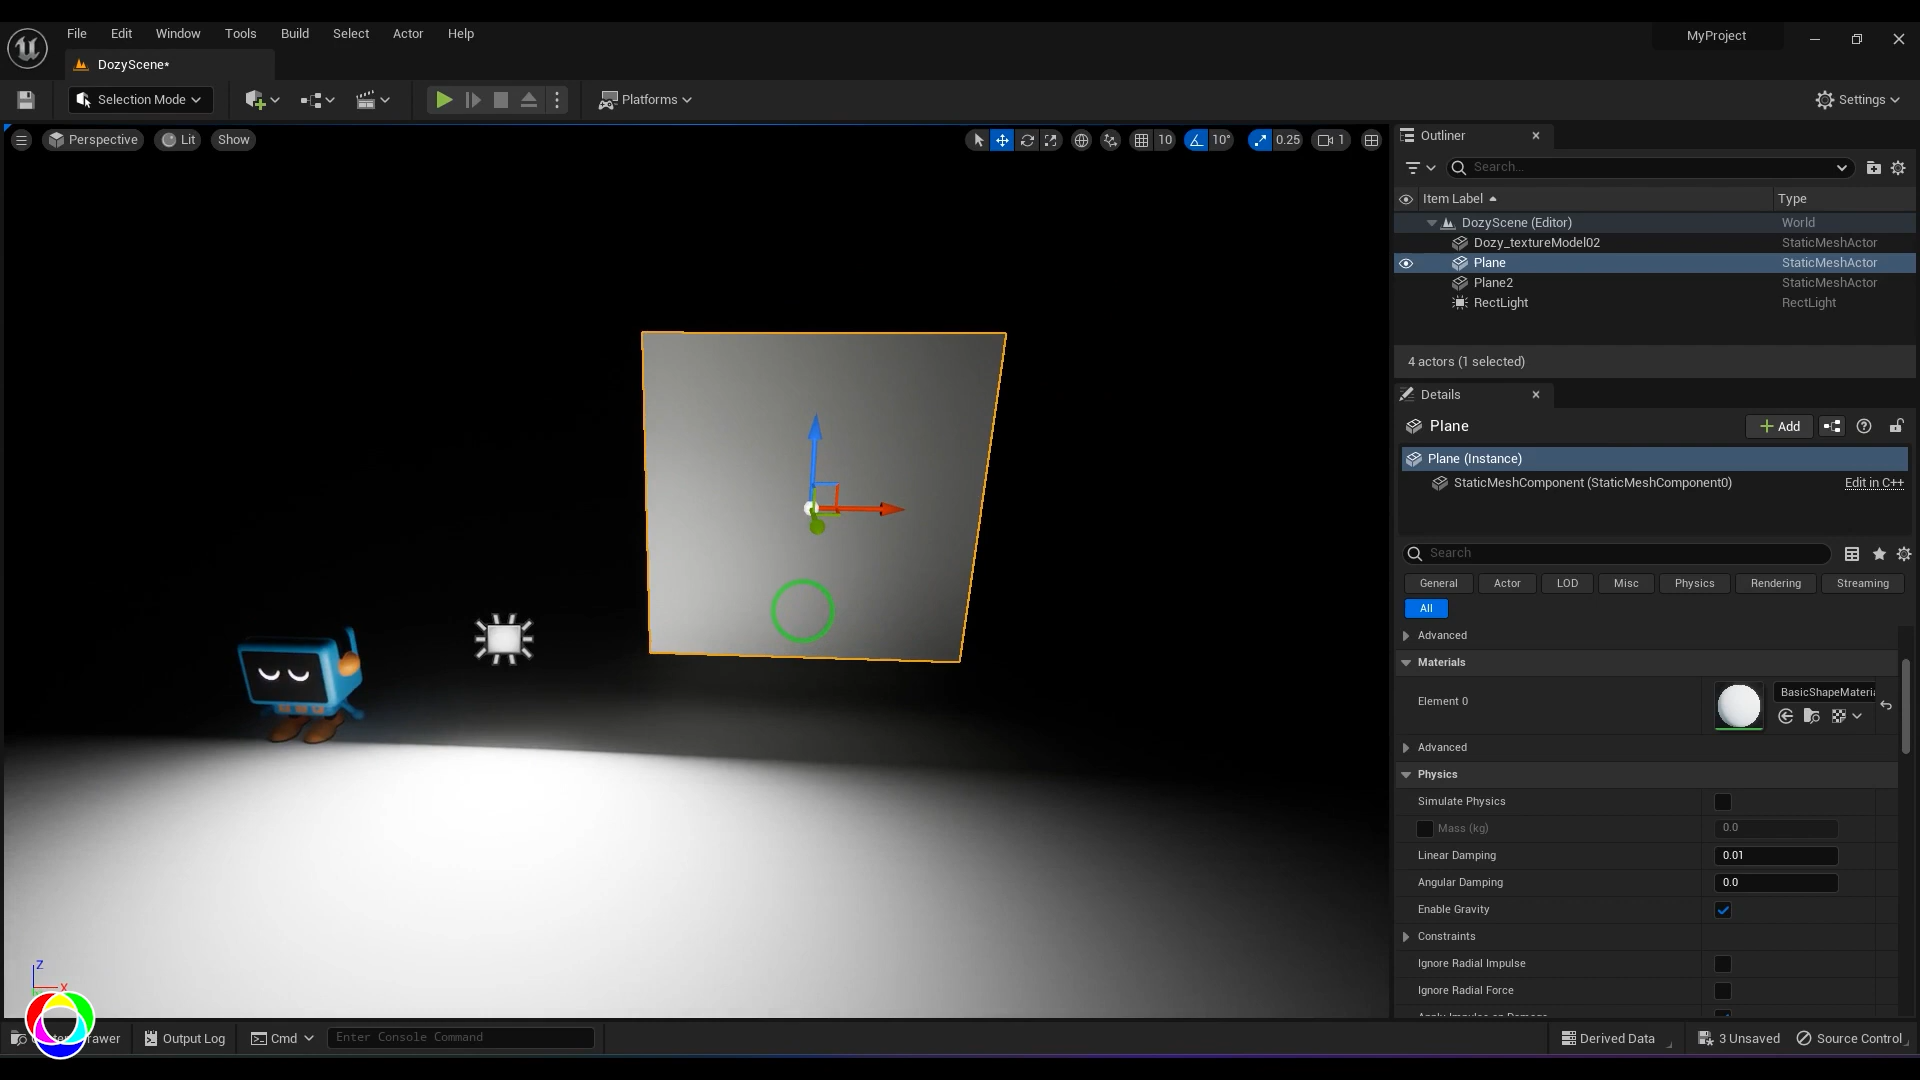 File Edit Window Tools Build Select Actor Help
MyProject
DozyScene*
Selection Mode
Platforms
Settings
Perspective Lit Show
10 10° 0.25 1
Outliner
Search...
Item Label Type
DozyScene (Editor) World
Dozy_textureModel02 StaticMeshActor
Plane StaticMeshActor
Plane2 StaticMeshActor
RectLight RectLight
4 actors (1 selected)
Details
Plane
Add
Plane (Instance)
StaticMeshComponent (StaticMeshComponent0) Edit in C++
Search
General Actor LOD Misc Physics Rendering Streaming
All
Advanced
Materials
Element 0
BasicShapeMateria
Advanced
Physics
Simulate Physics
Mass (kg) 0.0
Linear Damping 0.01
Angular Damping 0.0
Enable Gravity
Constraints
Ignore Radial Impulse
Ignore Radial Force
Z
X
Output Log Cmd Enter Console Command Derived Data 3 Unsaved Source Control